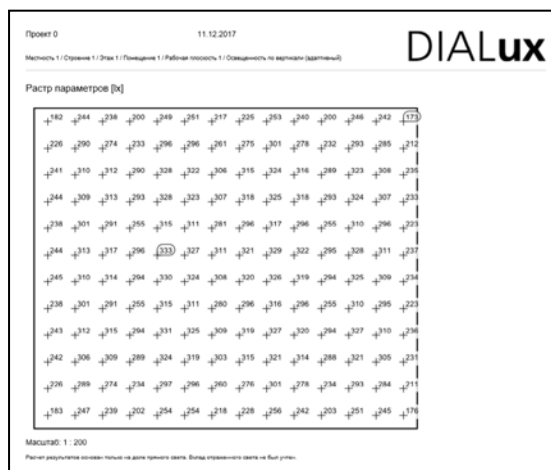 Проект 0 11.12.2017
DIALux
Местность 1 / Строение 1 / Этаж 1 / Помещение 1 / Рабочая плоскость 1 / Освещенность по вертикали (адаптивный)
Растр параметров [lx]
182 244 238 200 249 251 217 225 253 240 200 246 242 173
226 290 274 233 296 296 261 275 301 278 232 293 285 212
241 310 312 290 328 322 306 315 324 316 289 323 308 235
244 309 313 293 328 323 307 318 325 318 293 324 307 233
238 301 291 255 315 311 281 296 317 296 255 310 296 223
244 313 317 296 333 327 311 321 329 322 295 328 311 237
245 310 314 294 330 324 308 320 326 319 294 325 309 234
238 301 291 255 315 311 280 296 316 296 255 310 295 223
243 312 315 294 331 325 309 319 327 320 294 327 310 236
242 306 309 289 324 319 303 315 321 314 288 321 305 231
226 289 274 234 297 296 260 276 301 278 234 293 284 211
183 247 239 202 254 254 218 228 256 242 203 251 245 176
Масштаб: 1 : 200
Расчет результатов основан только на доле прямого света. Вклад отраженного света не был учтен.